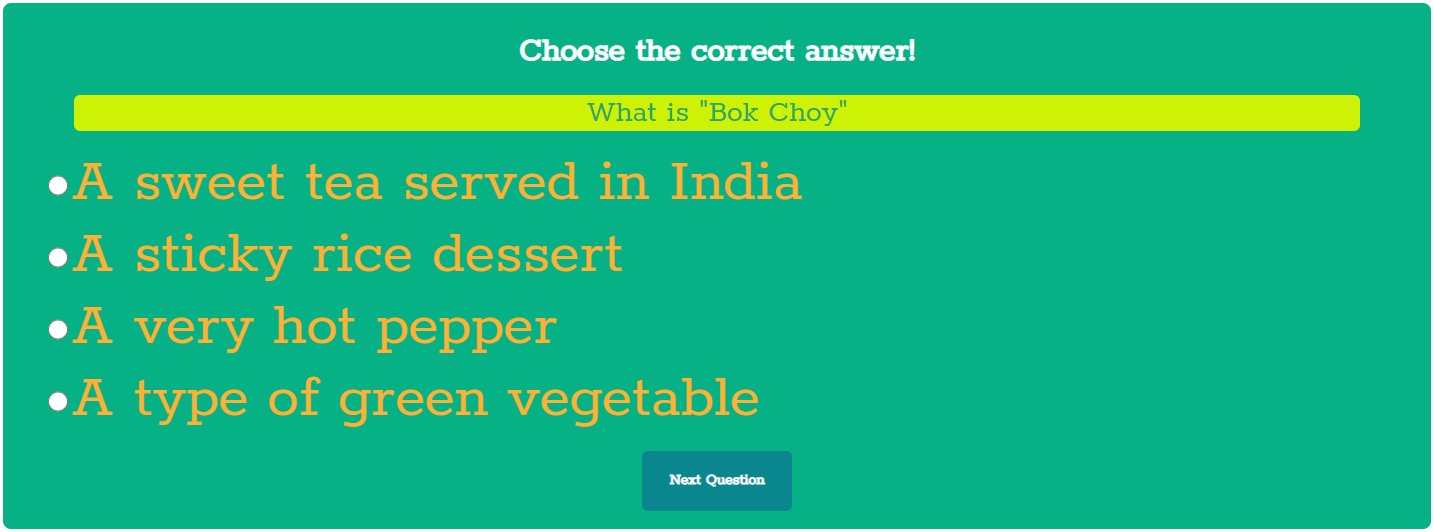 Choose the correct answer!
What is "Bok Choy"
A sweet tea served in India
A sticky rice dessert
A very hot pepper
A type of green vegetable
Next Question